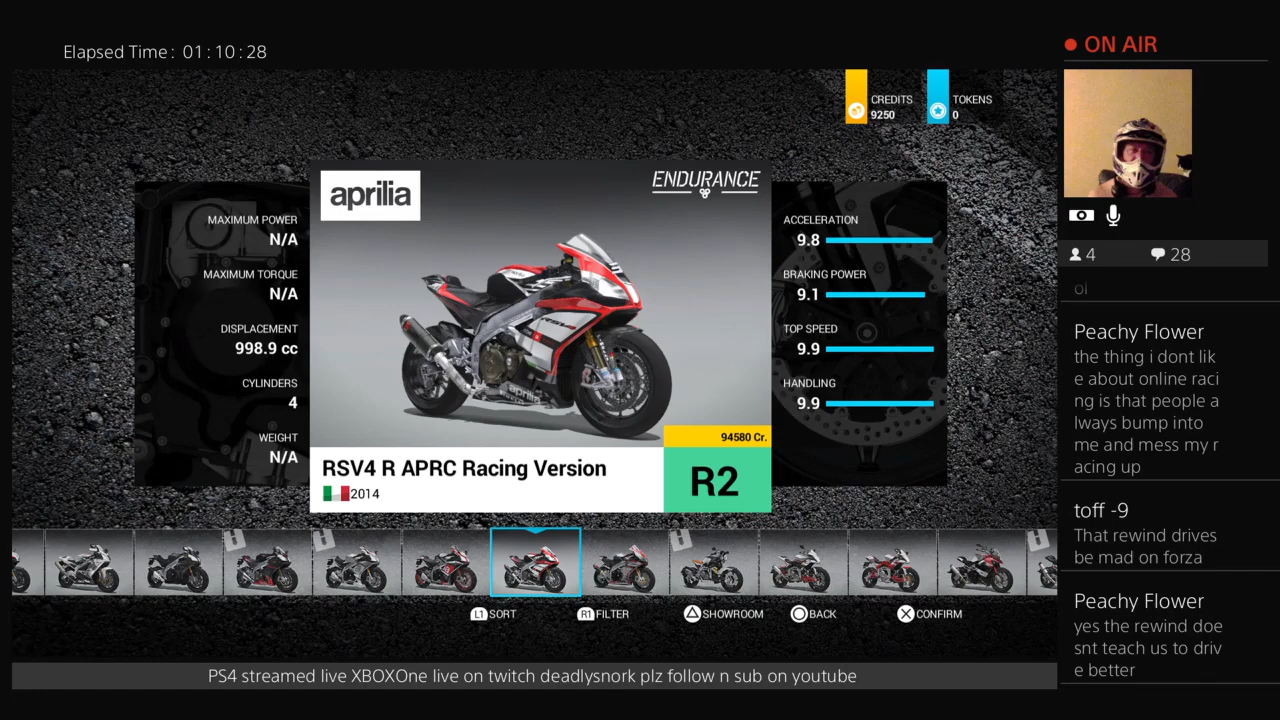 Elapsed Time: 01:10:28
ON AIR
CREDITS
9250
TOKENS
0
aprilia
ENDURANCE
MAXIMUM POWER
N/A
MAXIMUM TORQUE
N/A
DISPLACEMENT
998.9 cc
CYLINDERS
4
WEIGHT
N/A
ACCELERATION
9.8
BRAKING POWER
9.1
TOP SPEED
9.9
HANDLING
9.9
94580 Cr.
RSV4 R APRC Racing Version
2014
R2
L1 SORT
R1 FILTER
SHOWROOM
BACK
CONFIRM
PS4 streamed live XBOXOne live on twitch deadlysnork plz follow n sub on youtube
4
28
ol
Peachy Flower
the thing i dont lik
e about online raci
ng is that people a
lways bump into
me and mess my r
acing up
toff -9
That rewind drives
be mad on forza
Peachy Flower
yes the rewind doe
snt teach us to driv
e better